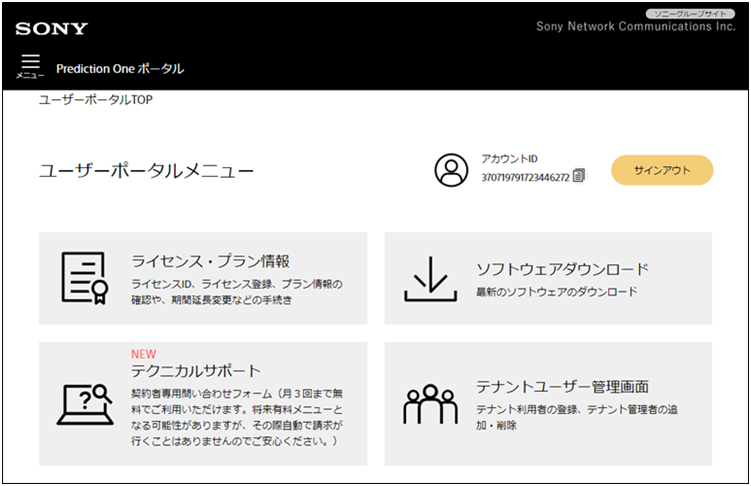 SONY
ソニーグループサイト
Sony Network Communications Inc.
メニュー
Prediction One ポータル
ユーザーポータルTOP
ユーザーポータルメニュー
アカウントID
370719791723446272
サインアウト
ライセンス・プラン情報
ライセンスID、ライセンス登録、プラン情報の
確認や、期間延長変更などの手続き
ソフトウェアダウンロード
最新のソフトウェアのダウンロード
NEW
テクニカルサポート
契約者専用問い合わせフォーム（月３回まで無
料でご利用いただけます。将来有料メニューと
なる可能性がありますが、その際自動で請求が
行くことはありませんのでご安心ください。）
?
テナントユーザー管理画面
テナント利用者の登録、テナント管理者の追
加・削除